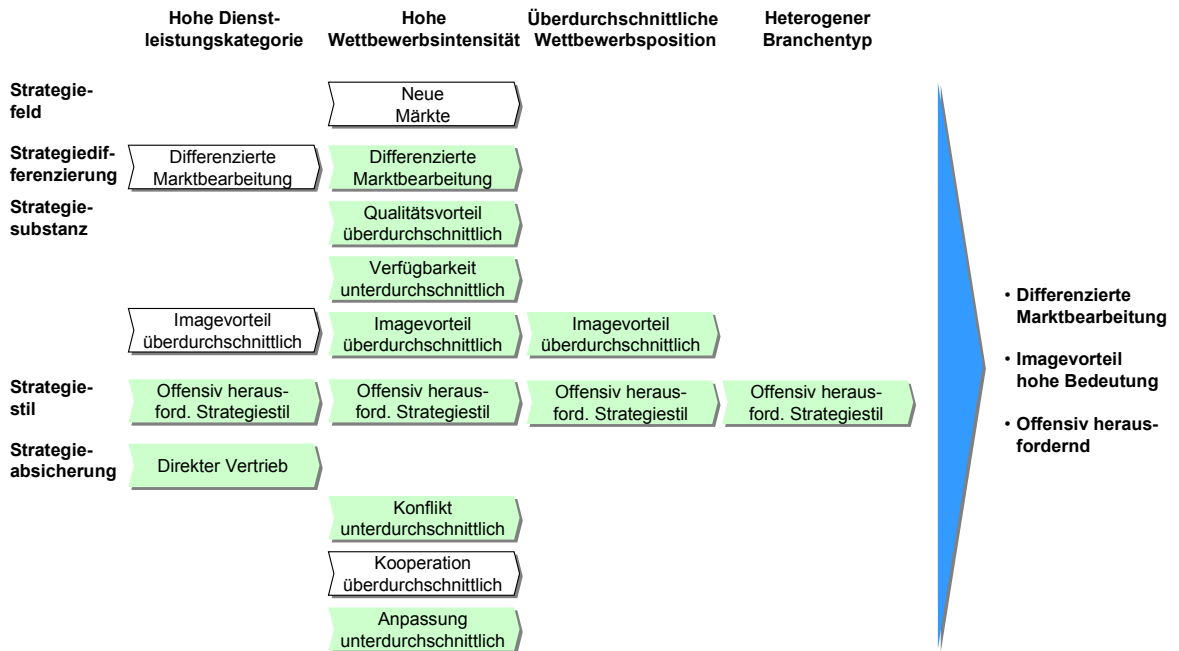 Hohe Dienst-
leistungskategorie
Hohe
Wettbewerbsintensität
Überdurchschnittliche
Wettbewerbsposition
Heterogener
Branchentyp
Strategie-
feld
Neue
Märkte
Strategiedif-
ferenzierung
Differenzierte
Marktbearbeitung
Differenzierte
Marktbearbeitung
Strategie-
substanz
Qualitätsvorteil
überdurchschnittlich
Verfügbarkeit
unterdurchschnittlich
Imagevorteil
überdurchschnittlich
Imagevorteil
überdurchschnittlich
Imagevorteil
überdurchschnittlich
Strategie-
stil
Offensiv heraus-
ford. Strategiestil
Offensiv heraus-
ford. Strategiestil
Offensiv heraus-
ford. Strategiestil
Offensiv heraus-
ford. Strategiestil
Strategie-
absicherung
Direkter Vertrieb
Konflikt
unterdurchschnittlich
Kooperation
überdurchschnittlich
Anpassung
unterdurchschnittlich
• Differenzierte
Marktbearbeitung
• Imagevorteil
hohe Bedeutung
• Offensiv heraus-
fordernd